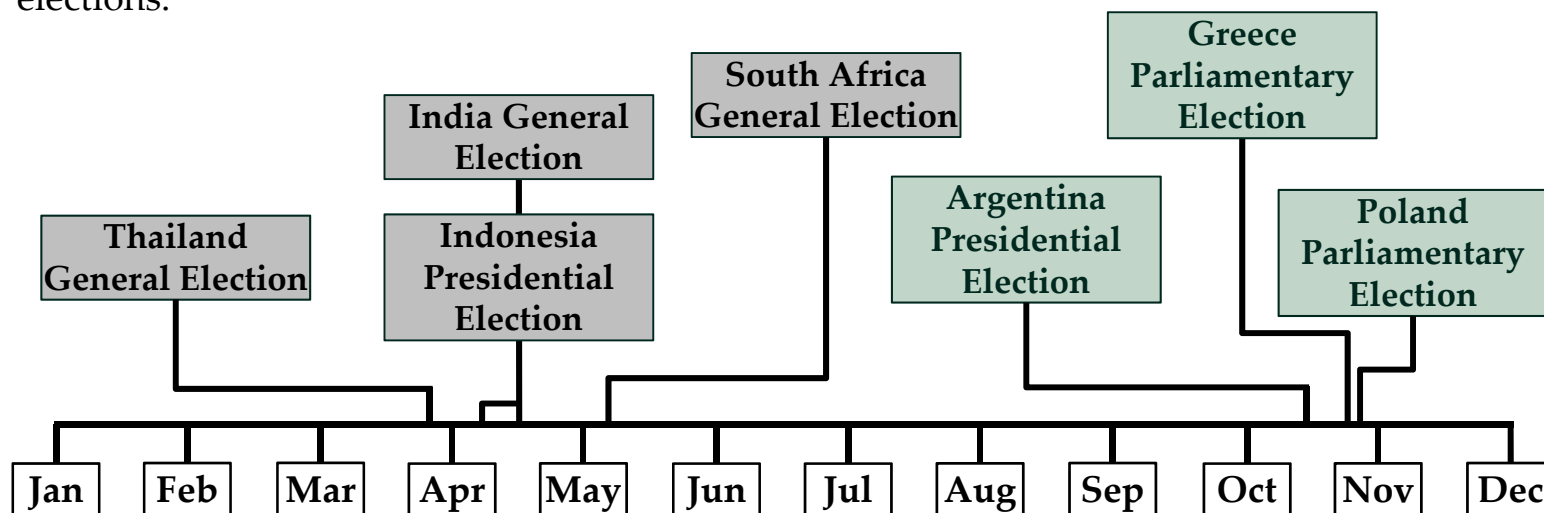 elections.
Greece
Parliamentary
Election
South Africa
General Election
India General
Election
Argentina
Presidential
Election
Poland
Parliamentary
Election
Thailand
General Election
Indonesia
Presidential
Election
Jan Feb Mar Apr May Jun Jul Aug Sep Oct Nov Dec